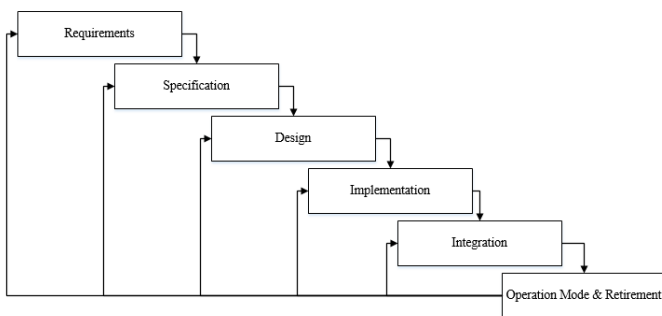 Requirements
Specification
Design
Implementation
Integration
Operation Mode & Retirement